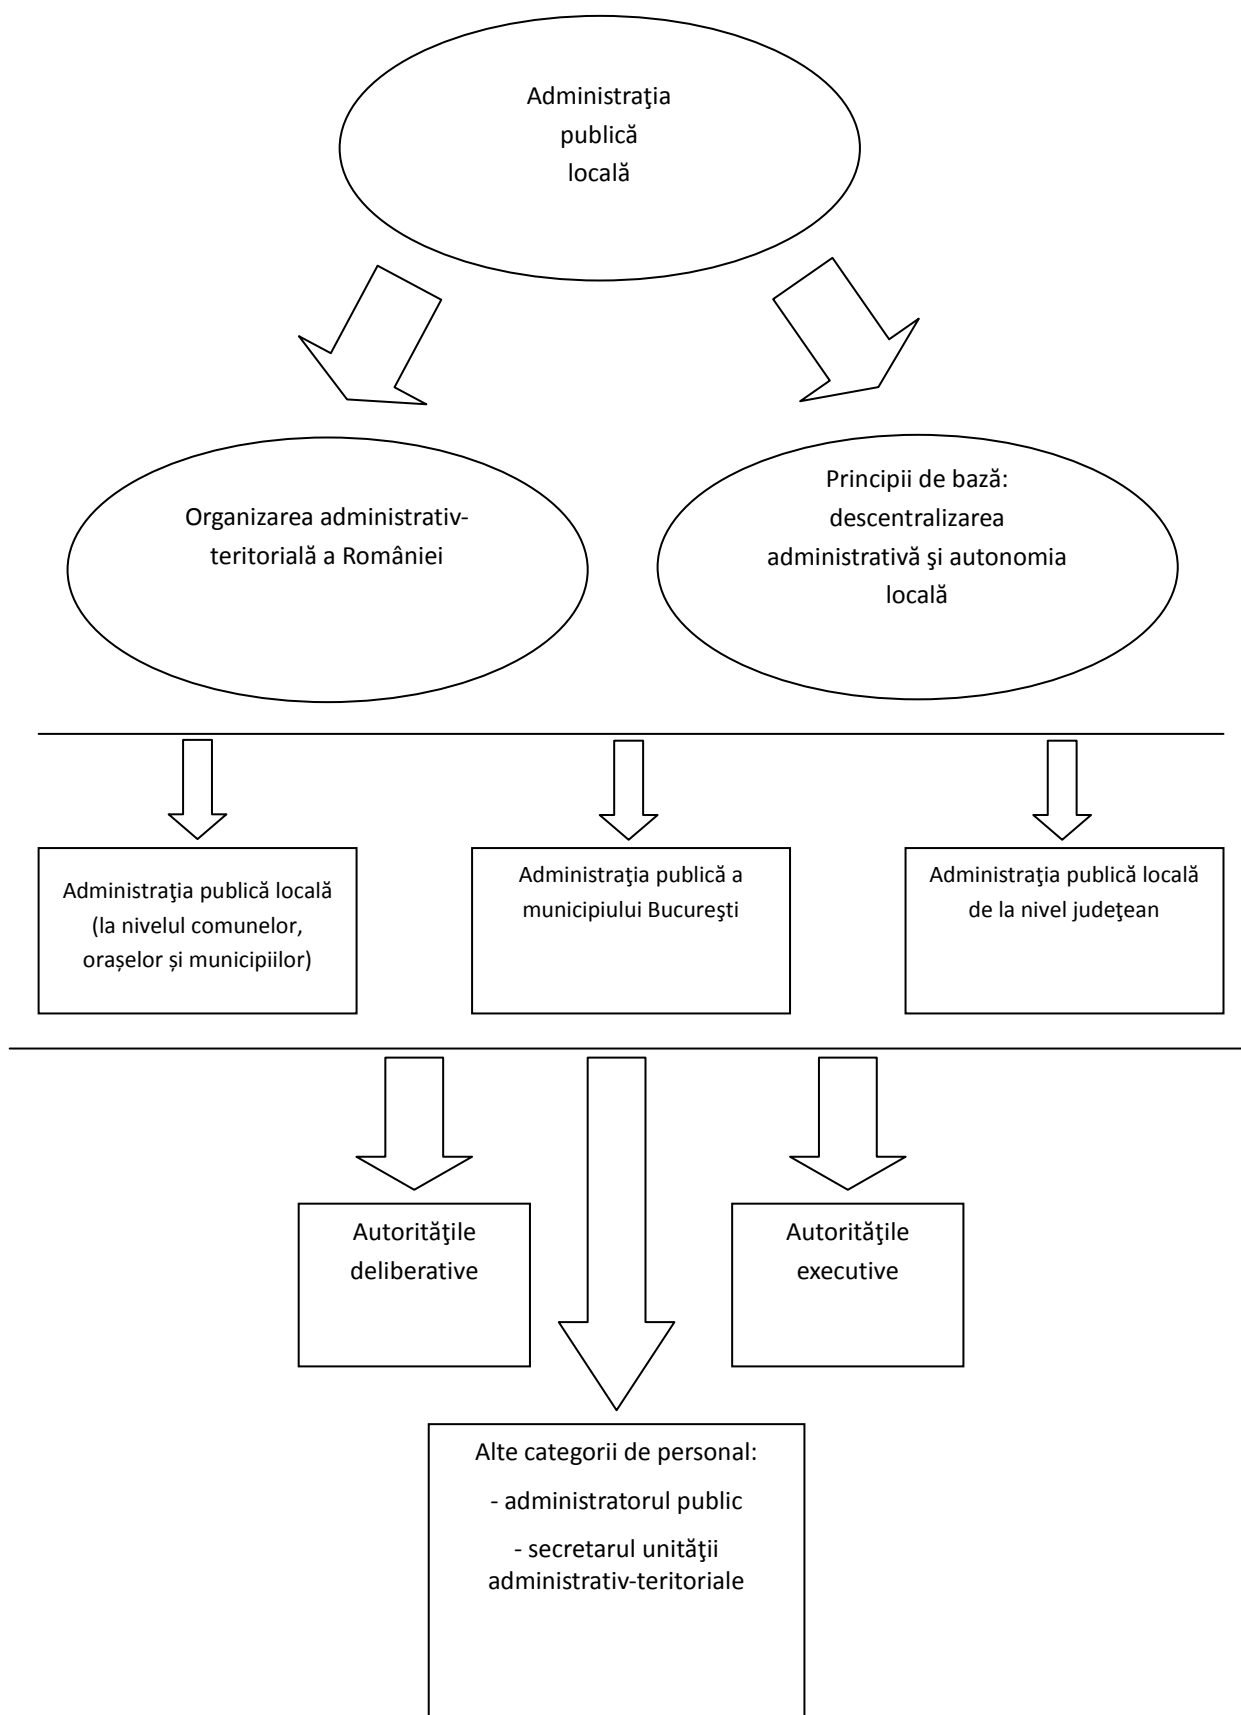 Administraţia
publică
locală
Organizarea administrativ-
teritorială a României
Principii de bază:
descentralizarea
administrativă şi autonomia
locală
Administraţia publică locală
(la nivelul comunelor,
orașelor și municipiilor)
Administraţia publică a
municipiului Bucureşti
Administraţia publică locală
de la nivel judeţean
Autorităţile
deliberative
Autorităţile
executive
Alte categorii de personal:
- administratorul public
- secretarul unităţii
administrativ-teritoriale